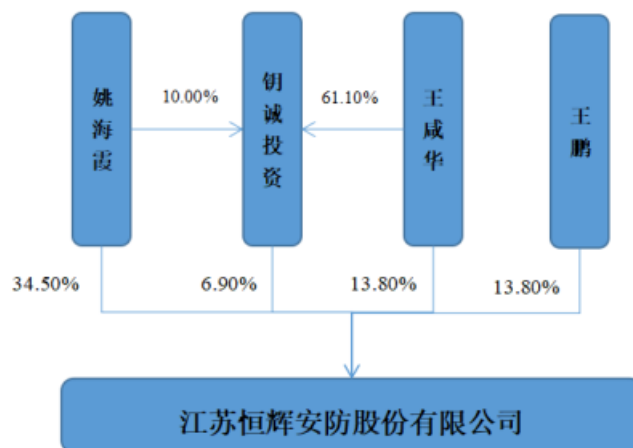 姚海霞
10.00%
钥诚投资
61.10%
王咸华
王鹏
34.50%
6.90%
13.80%
13.80%
江苏恒辉安防股份有限公司